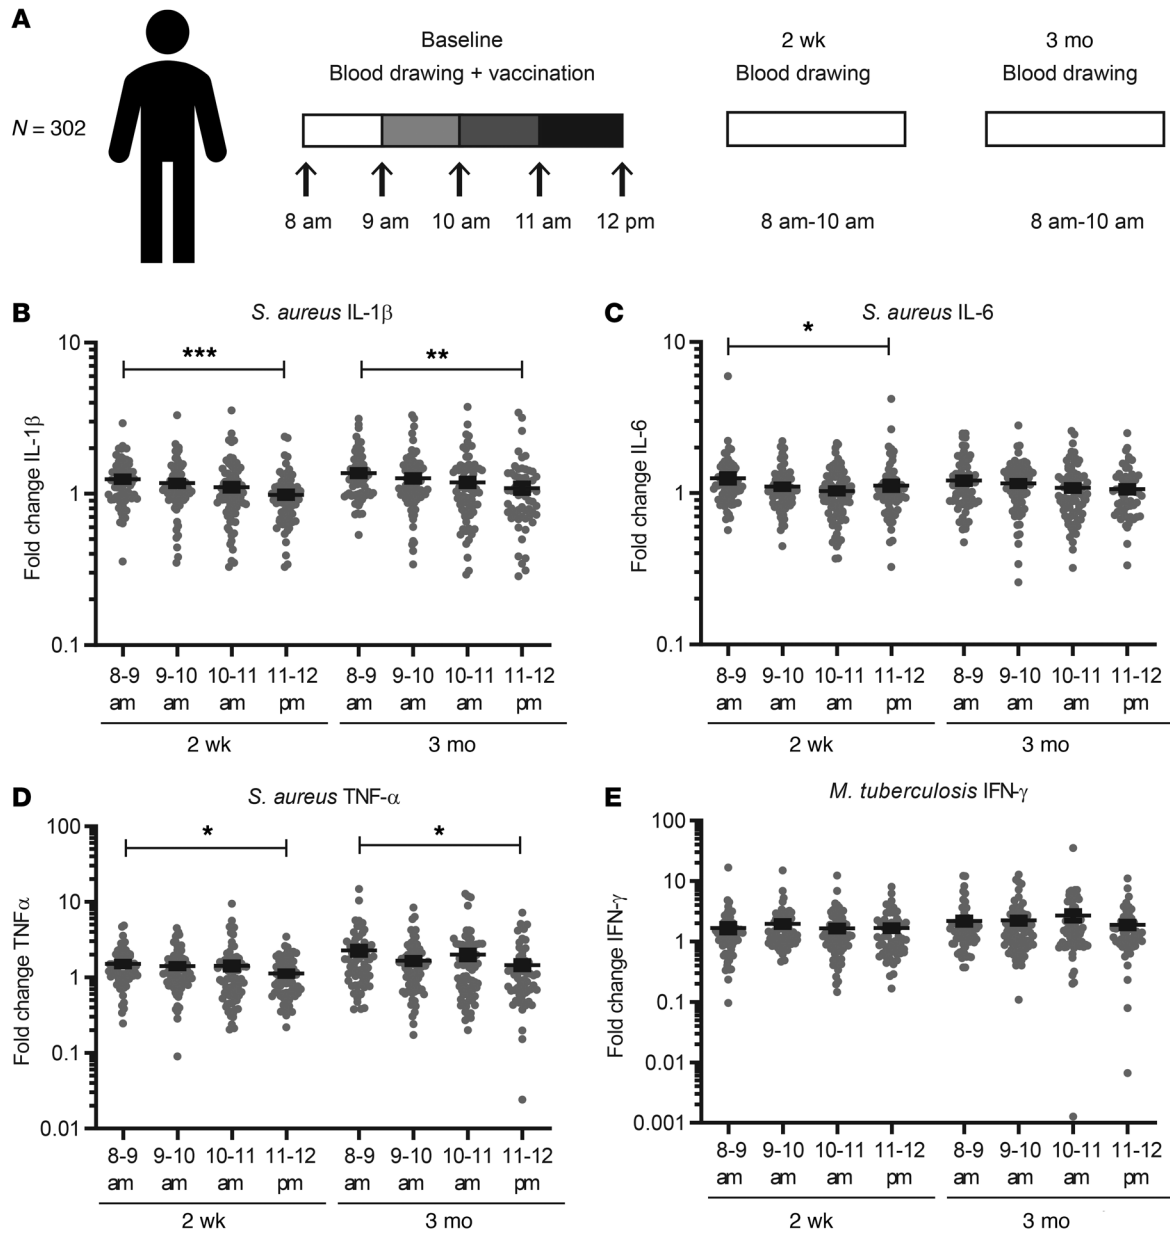 A
N = 302
Baseline
Blood drawing + vaccination
8 am 9 am 10 am 11 am 12 pm
2 wk
Blood drawing
8 am-10 am
3 mo
Blood drawing
8 am-10 am
B
S. aureus IL-1β
Fold change IL-1β
10
1
0.1
*** **
8-9 9-10 10-11 11-12 8-9 9-10 10-11 11-12
am am am pm am am am pm
2 wk 3 mo
C
S. aureus IL-6
Fold change IL-6
10
1
0.1
*
8-9 9-10 10-11 11-12 8-9 9-10 10-11 11-12
am am am pm am am am pm
2 wk 3 mo
D
S. aureus TNF-α
Fold change TNFα
100
10
1
0.1
0.01
* *
8-9 9-10 10-11 11-12 8-9 9-10 10-11 11-12
am am am pm am am am pm
2 wk 3 mo
E
M. tuberculosis IFN-γ
Fold change IFN-γ
100
10
1
0.1
0.01
0.001
8-9 9-10 10-11 11-12 8-9 9-10 10-11 11-12
am am am pm am am am pm
2 wk 3 mo